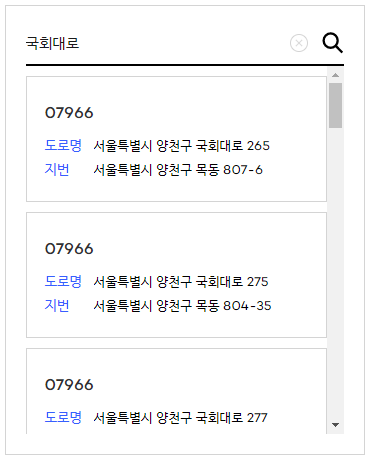 국회대로
07966
도로명 서울특별시 양천구 국회대로 265
지번 서울특별시 양천구 목동 807-6
07966
도로명 서울특별시 양천구 국회대로 275
지번 서울특별시 양천구 목동 804-35
07966
도로명 서울특별시 양천구 국회대로 277